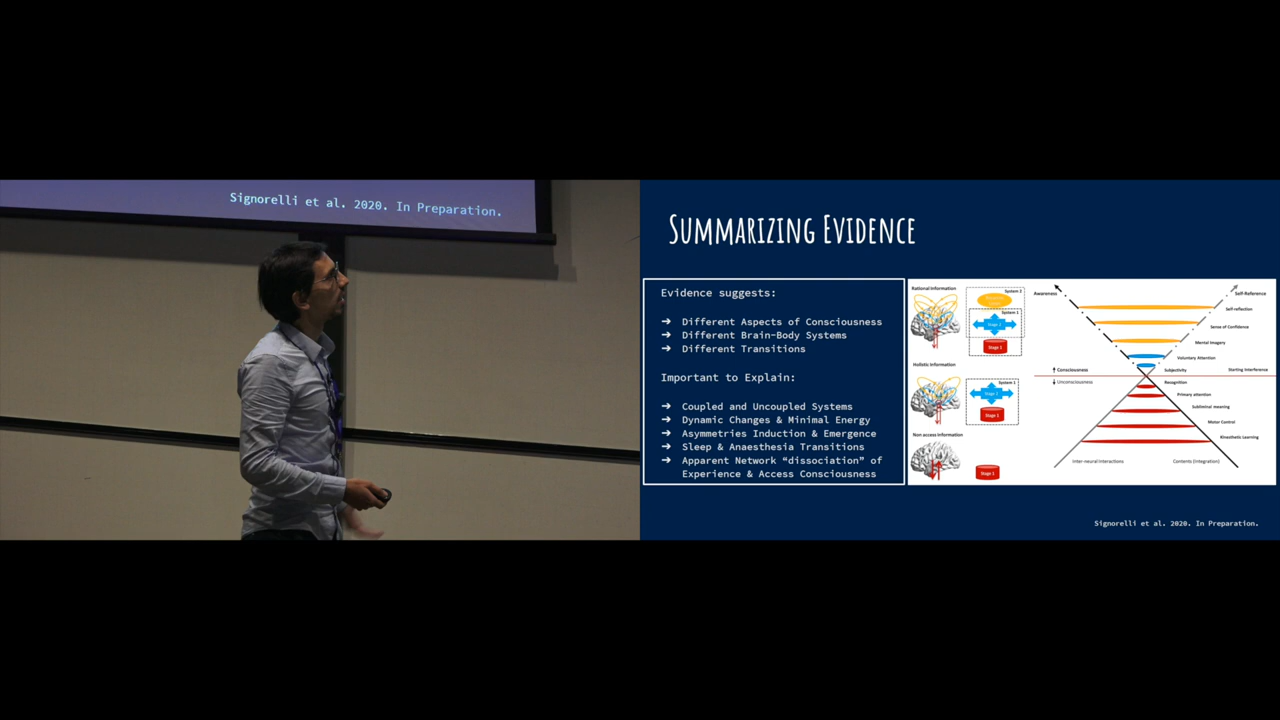 Signorelli et al. 2020. In Preparation.
SUMMARIZING EVIDENCE
Evidence suggests:
➔ Different Aspects of Consciousness
➔ Different Brain-Body Systems
➔ Different Transitions
Important to Explain:
➔ Coupled and Uncoupled Systems
➔ Dynamic Changes & Minimal Energy
➔ Asymmetries Induction & Emergence
➔ Sleep & Anaesthesia Transitions
➔ Apparent Network “dissociation” of
Experience & Access Consciousness
Rational Information
System 2
System 1
Stage 2
Stage 1
Holistic Information
System 1
Stage 2
Stage 1
Non access Information
Stage 1
Awareness
Self-Reference
Self-reflection
Sense of Confidence
Mental Imagery
Voluntary Attention
Subjectivity
Starting Interference
↑ Consciousness
↓ Unconsciousness
Recognition
Primary attention
Subliminal meaning
Motor Control
Kinesthetic Learning
Inter-neural Interactions
Contents (Integration)
Signorelli et al. 2020. In Preparation.